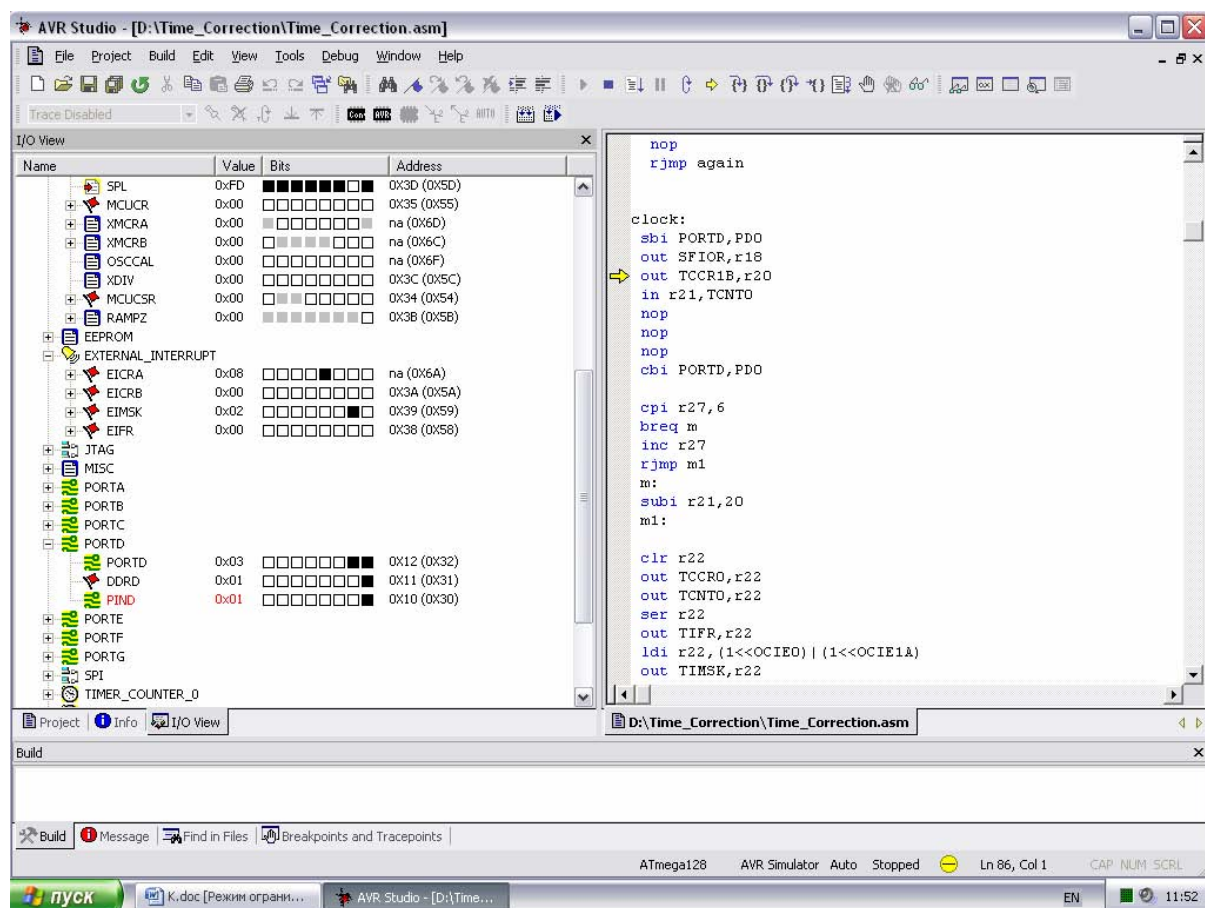 AVR Studio - [D:\Time_Correction\Time_Correction.asm]
File Project Build Edit View Tools Debug Window Help
Trace Disabled Con AVR AUTO
I/O View
Name Value Bits Address
SPL 0xFD 0X3D (0X5D)
MCUCR 0x00 0X35 (0X55)
XMCRA 0x00 na (0X6D)
XMCRB 0x00 na (0X6C)
OSCCAL 0x00 na (0X6F)
XDIV 0x00 0X3C (0X5C)
MCUCSR 0x00 0X34 (0X54)
RAMPZ 0x00 0X3B (0X5B)
EEPROM
EXTERNAL_INTERRUPT
EICRA 0x08 na (0X6A)
EICRB 0x00 0X3A (0X5A)
EIMSK 0x02 0X39 (0X59)
EIFR 0x00 0X38 (0X58)
JTAG
MISC
PORTA
PORTB
PORTC
PORTD
PORTD 0x03 0X12 (0X32)
DDRD 0x01 0X11 (0X31)
PIND 0x01 0X10 (0X30)
PORTE
PORTF
PORTG
SPI
TIMER_COUNTER_0
Project Info I/O View
nop
rjmp again
clock:
sbi PORTD,PD0
out SFIOR,r18
out TCCR1B,r20
in r21,TCNT0
nop
nop
nop
cbi PORTD,PD0
cpi r27,6
breq m
inc r27
rjmp m1
m:
subi r21,20
m1:
clr r22
out TCCR0,r22
out TCNT0,r22
ser r22
out TIFR,r22
ldi r22,(1<<OCIE0)|(1<<OCIE1A)
out TIMSK,r22
D:\Time_Correction\Time_Correction.asm
Build
Build Message Find in Files Breakpoints and Tracepoints
ATmega128 AVR Simulator Auto Stopped Ln 86, Col 1 CAP NUM SCRL
пуск K.doc [Режим ограни... AVR Studio - [D:\Time... EN 11:52